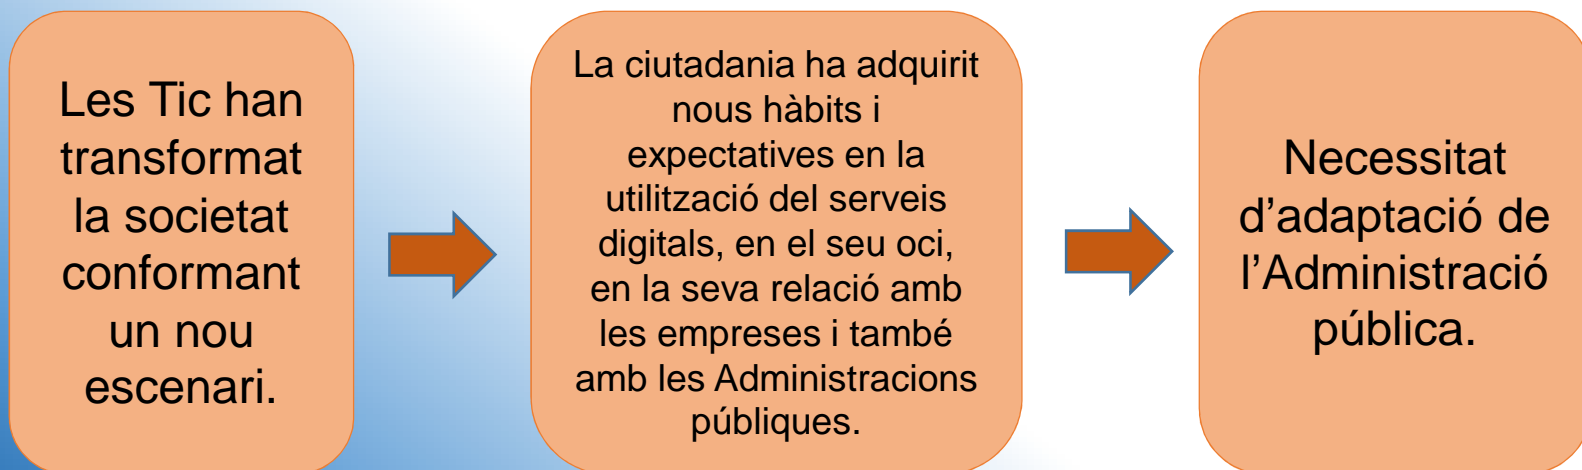 Les Tic han
transformat
la societat
conformant
un nou
escenari.
La ciutadania ha adquirit
nous hàbits i
expectatives en la
utilització del serveis
digitals, en el seu oci,
en la seva relació amb
les empreses i també
amb les Administracions
públiques.
Necessitat
d’adaptació de
l’Administració
pública.